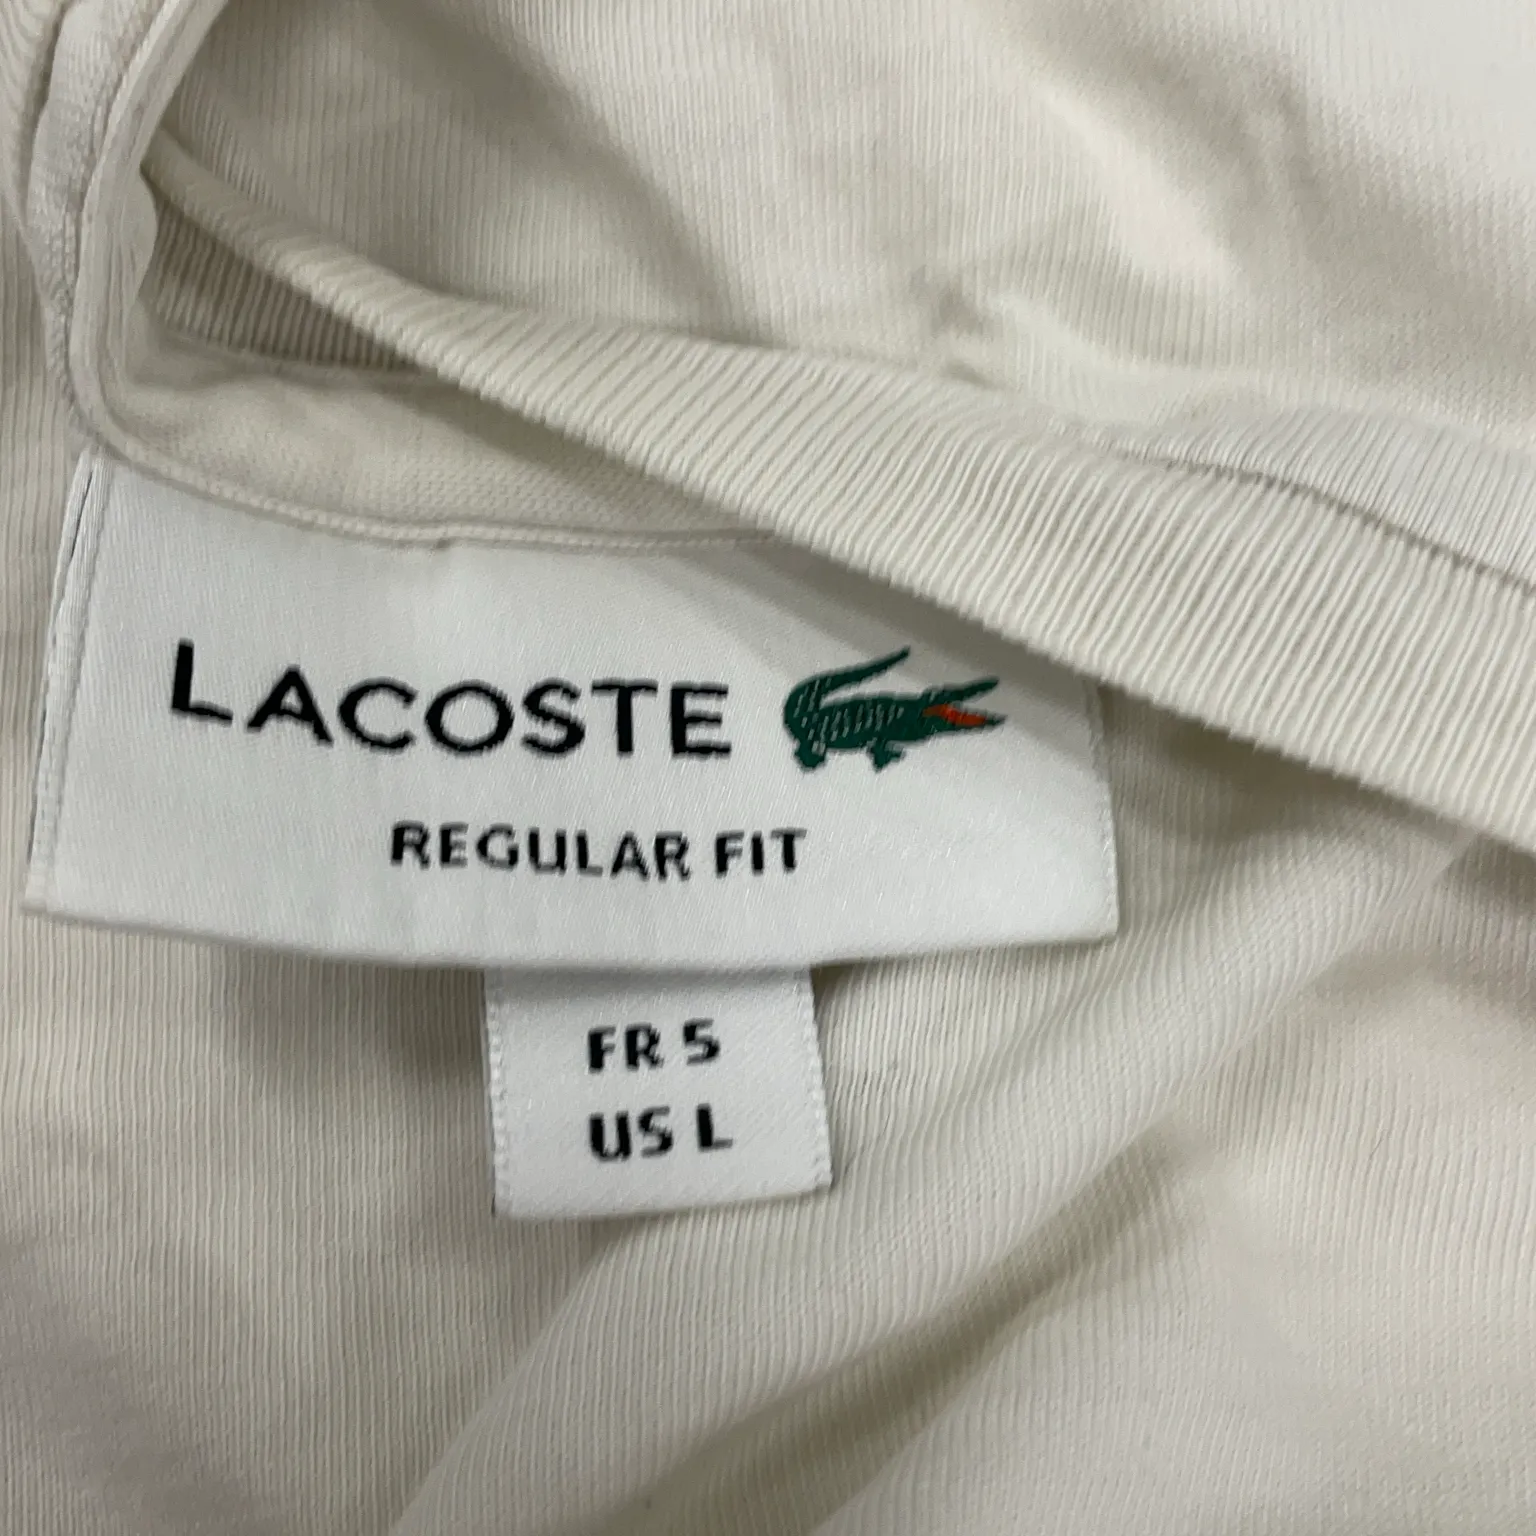 LACOSTE
REGULAR FIT
FR 5
US L